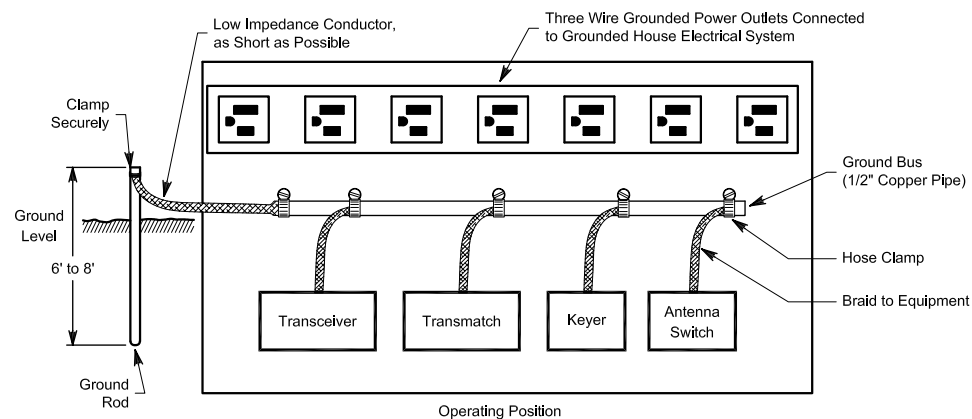 Low Impedance Conductor,
as Short as Possible
Three Wire Grounded Power Outlets Connected
to Grounded House Electrical System
Clamp
Securely
Ground
Level
6' to 8'
Ground
Rod
Ground Bus
(1/2" Copper Pipe)
Hose Clamp
Braid to Equipment
Transceiver
Transmatch
Keyer
Antenna
Switch
Operating Position